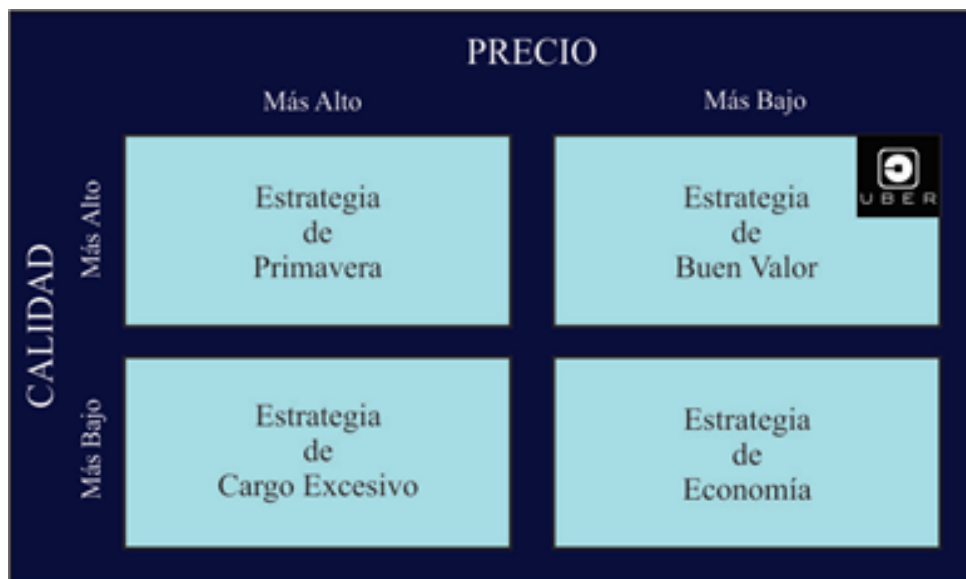 PRECIO
Más Alto
Más Bajo
CALIDAD
Más Alto
Estrategia
de
Primavera
Estrategia
de
Buen Valor
UBER
Más Bajo
Estrategia
de
Cargo Excesivo
Estrategia
de
Economía